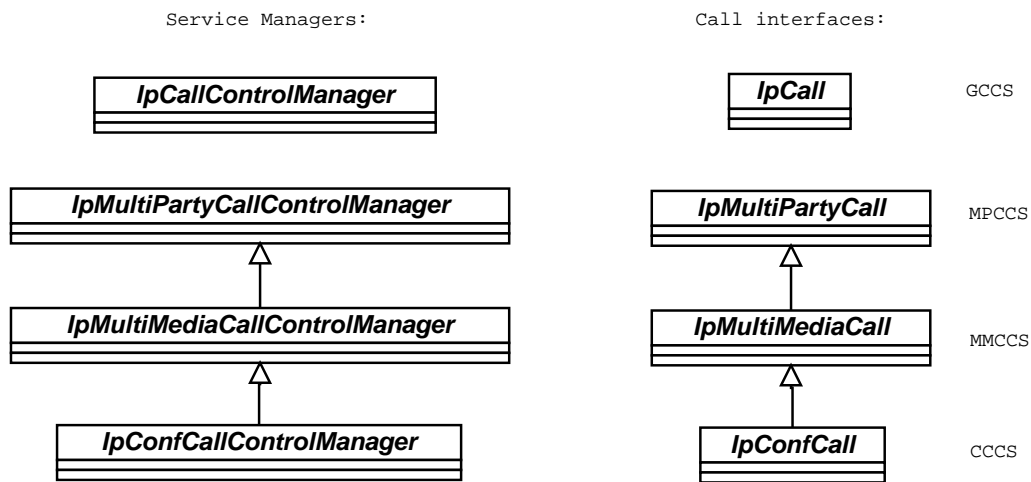 Service Managers: Call interfaces:
IpCallControlManager IpCall GCCS
IpMultiPartyCallControlManager IpMultiPartyCall MPCCS
IpMultiMediaCallControlManager IpMultiMediaCall MMCCS
IpConfCallControlManager IpConfCall CCCS